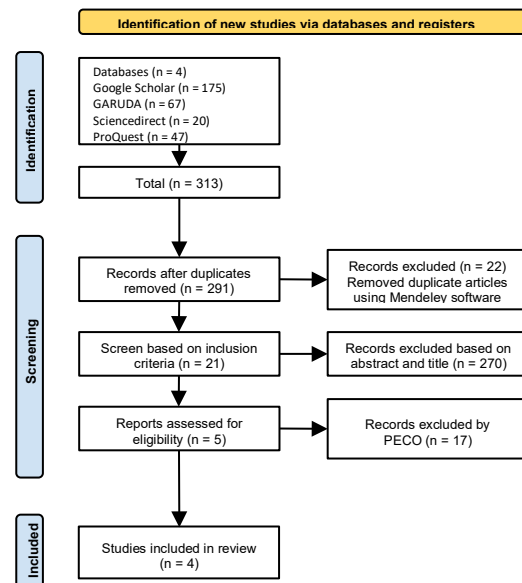 Identification of new studies via databases and registers
Identification
Databases (n = 4)
Google Scholar (n = 175)
GARUDA (n = 67)
Sciencedirect (n = 20)
ProQuest (n = 47)
Total (n = 313)
Screening
Records after duplicates
removed (n = 291)
Records excluded (n = 22)
Removed duplicate articles
using Mendeley software
Screen based on inclusion
criteria (n = 21)
Records excluded based on
abstract and title (n = 270)
Reports assessed for
eligibility (n = 5)
Records excluded by
PECO (n = 17)
Included
Studies included in review
(n = 4)